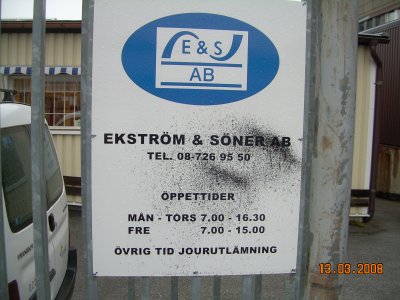 E & S
AB
EKSTRÖM & SÖNER AB
TEL. 08-726 95 50
ÖPPETTIDER
MÅN - TORS 7.00 - 16.30
FRE 7.00 - 15.00
ÖVRIG TID JOURUTLÄMNING
13.03.2008